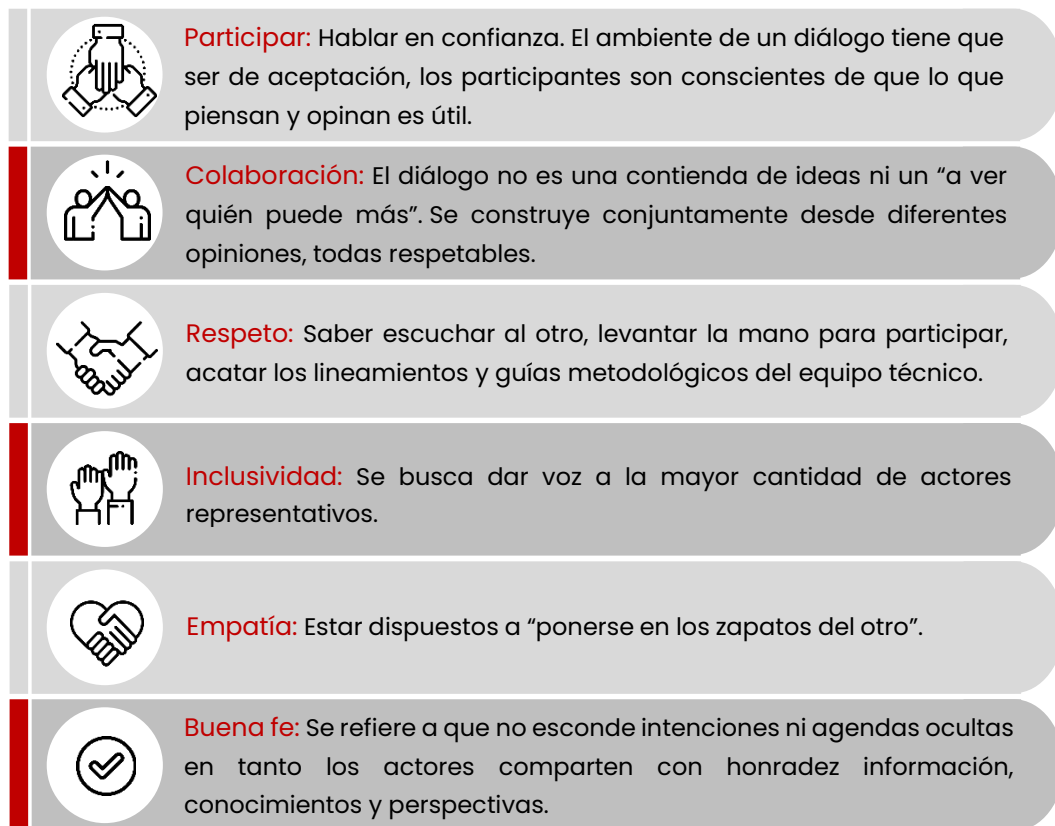 Participar: Hablar en confianza. El ambiente de un diálogo tiene que
ser de aceptación, los participantes son conscientes de que lo que
piensan y opinan es útil.
Colaboración: El diálogo no es una contienda de ideas ni un “a ver
quién puede más”. Se construye conjuntamente desde diferentes
opiniones, todas respetables.
Respeto: Saber escuchar al otro, levantar la mano para participar,
acatar los lineamientos y guías metodológicos del equipo técnico.
Inclusividad: Se busca dar voz a la mayor cantidad de actores
representativos.
Empatía: Estar dispuestos a “ponerse en los zapatos del otro”.
Buena fe: Se refiere a que no esconde intenciones ni agendas ocultas
en tanto los actores comparten con honradez información,
conocimientos y perspectivas.